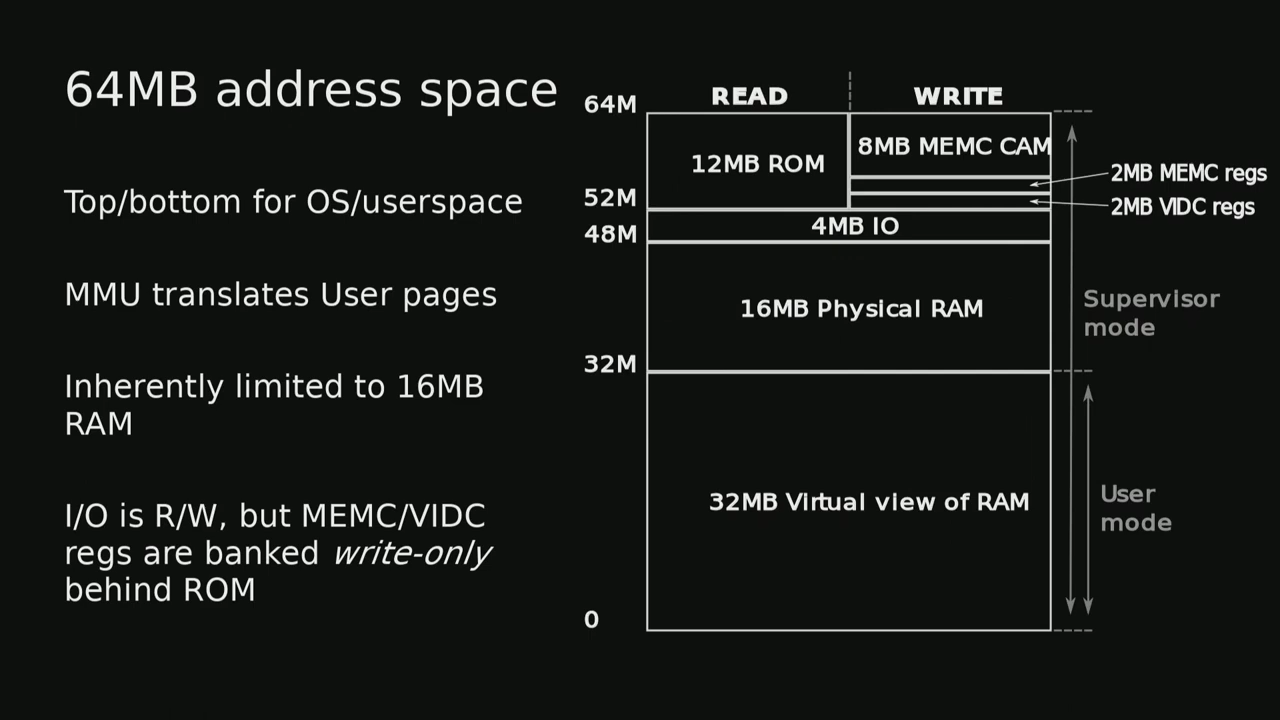 64MB address space
Top/bottom for OS/userspace
MMU translates User pages
Inherently limited to 16MB
RAM
I/O is R/W, but MEMC/VIDC
regs are banked write-only
behind ROM
READ
WRITE
64M
12MB ROM
8MB MEMC CAM
2MB MEMC regs
2MB VIDC regs
52M
4MB IO
48M
16MB Physical RAM
Supervisor
mode
32M
32MB Virtual view of RAM
User
mode
0